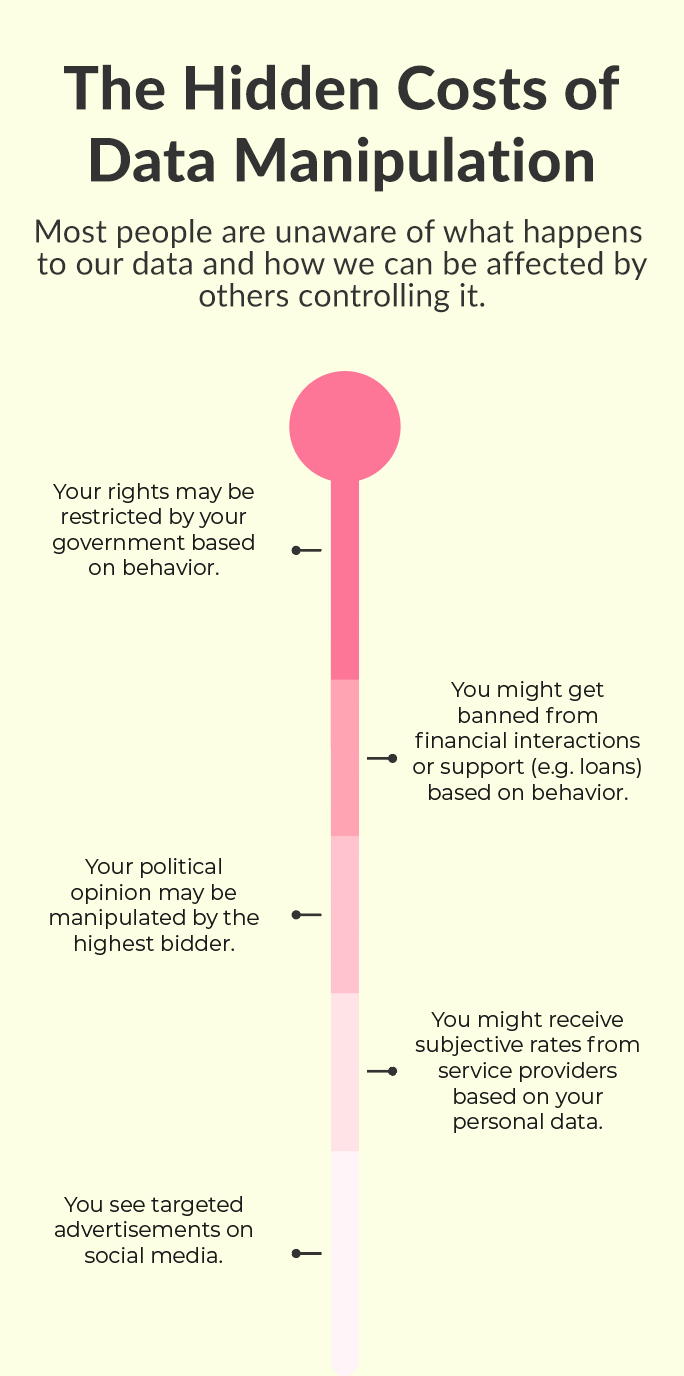 The Hidden Costs of
Data Manipulation
Most people are unaware of what happens
to our data and how we can be affected by
others controlling it.
Your rights may be
restricted by your
government based
on behavior.
You might get
banned from
financial interactions
or support (e.g. loans)
based on behavior.
Your political
opinion may be
manipulated by the
highest bidder.
You might receive
subjective rates from
service providers
based on your
personal data.
You see targeted
advertisements on
social media.